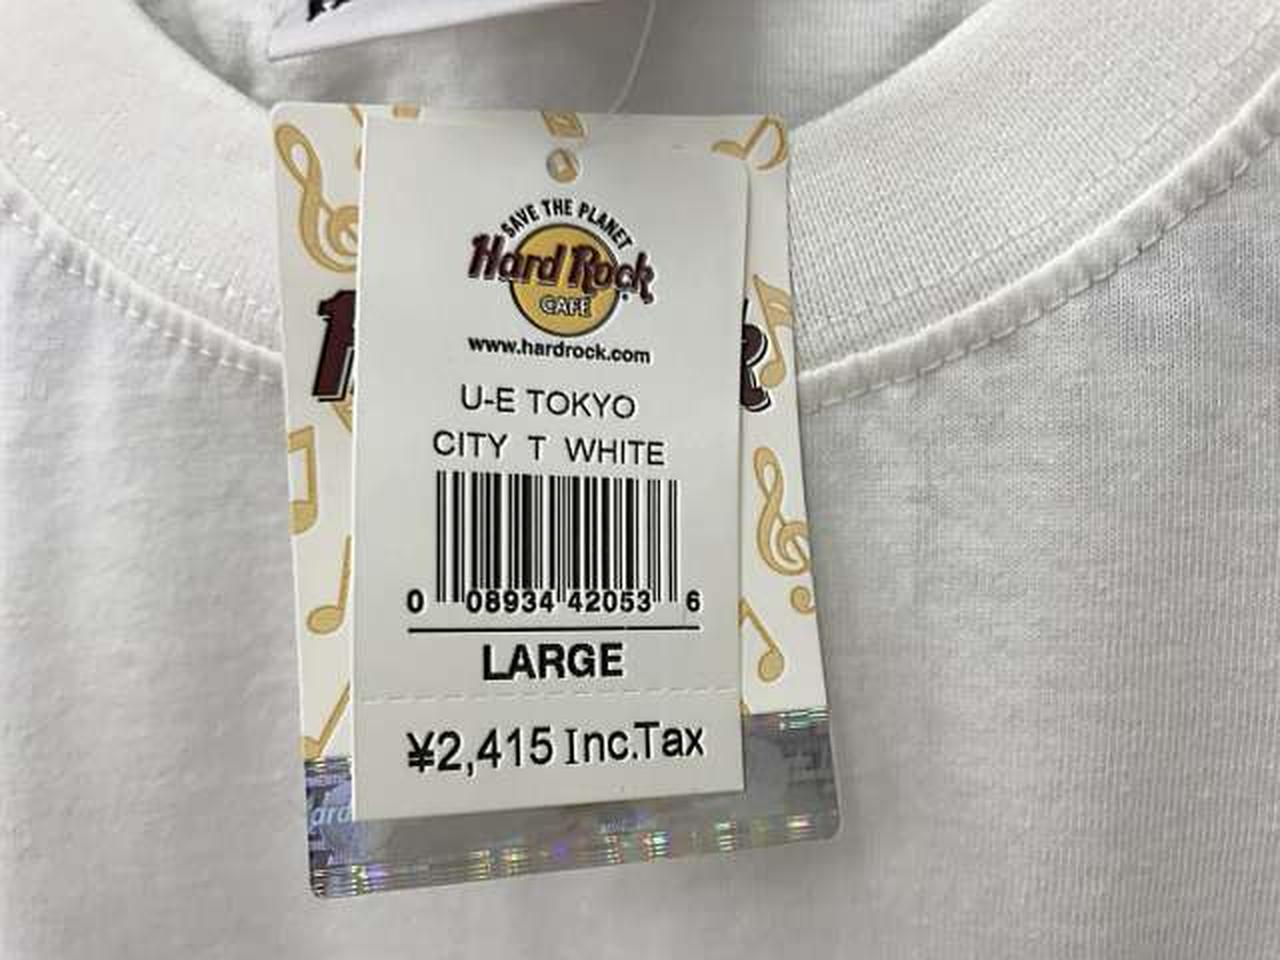 SAVE THE PLANET
Hard Rock
CAFE
www.hardrock.com
U-E TOKYO
CITY T WHITE
0 08934 42053 6
LARGE
¥2,415 Inc.Tax